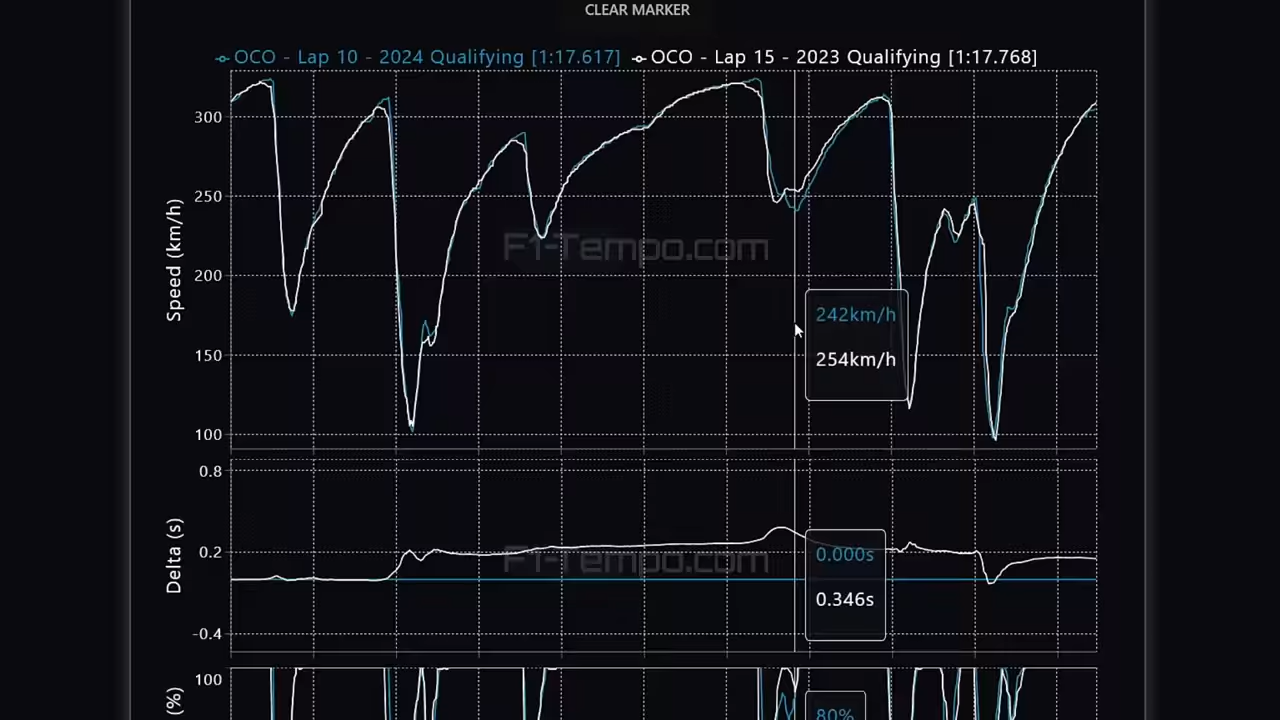 CLEAR MARKER
OCO - Lap 10 - 2024 Qualifying [1:17.617] OCO - Lap 15 - 2023 Qualifying [1:17.768]
300
250
200
150
100
Speed (km/h)
F1-Tempo.com
242km/h
254km/h
0.8
0.2
-0.4
Delta (s)
F1-Tempo.com
0.000s
0.346s
100
(%)
80%